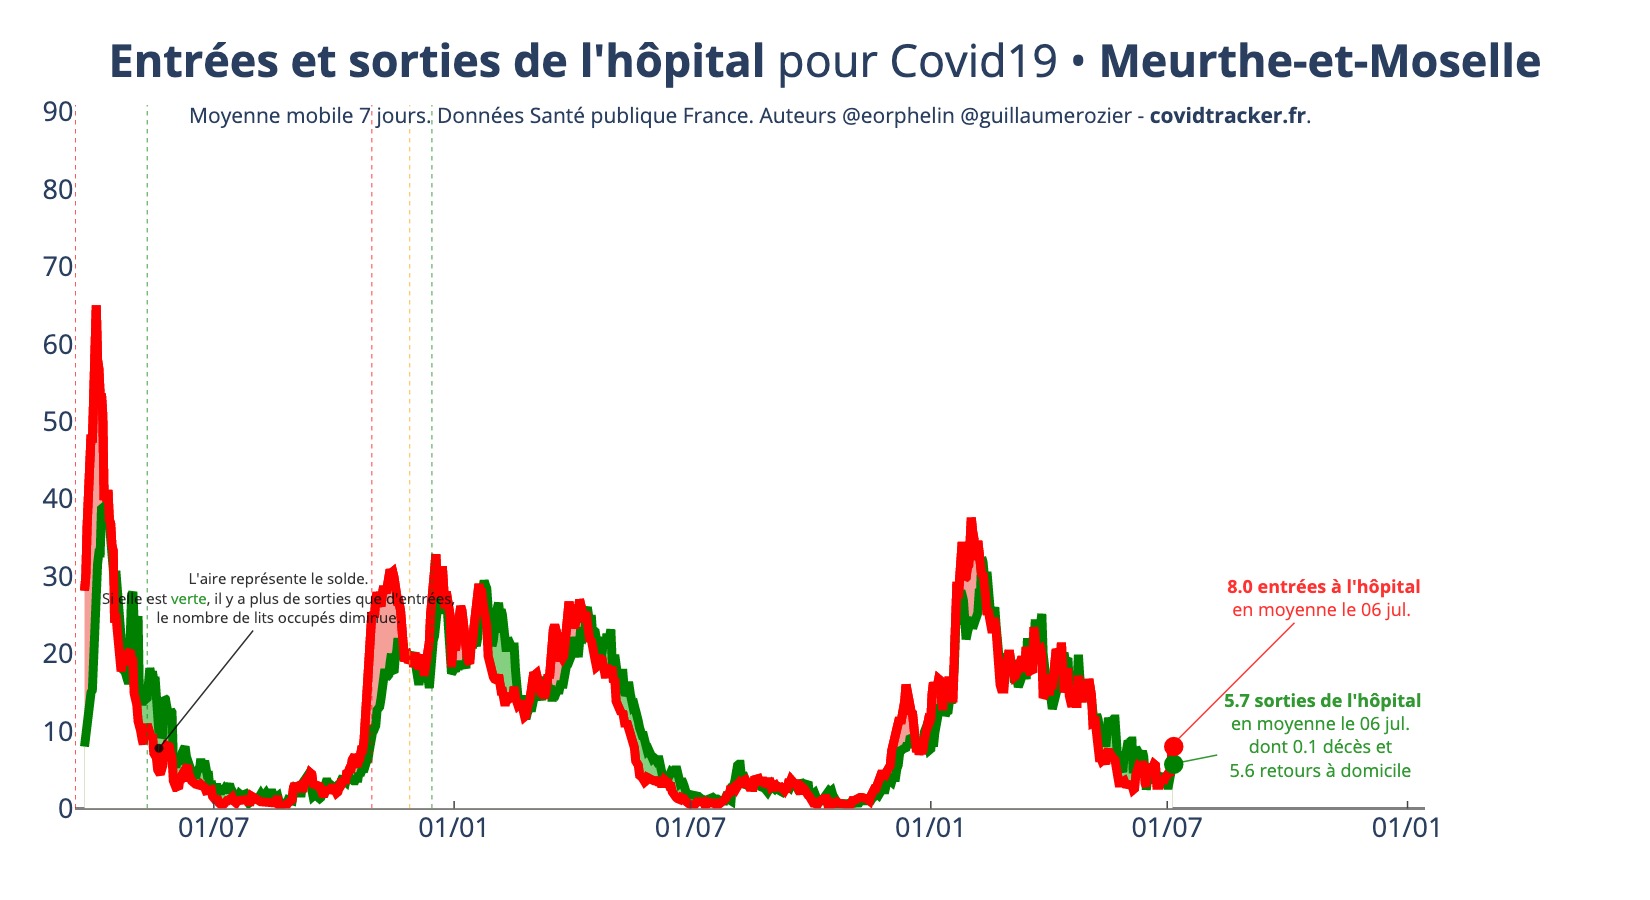 Entrées et sorties de l'hôpital pour Covid19 • Meurthe-et-Moselle
Moyenne mobile 7 jours. Données Santé publique France. Auteurs @eorphelin @guillaumerozier - covidtracker.fr.
90
80
70
60
50
40
30
20
10
0
L'aire représente le solde.
Si elle est verte, il y a plus de sorties que d'entrées,
le nombre de lits occupés diminue.
8.0 entrées à l'hôpital
en moyenne le 06 jul.
5.7 sorties de l'hôpital
en moyenne le 06 jul.
dont 0.1 décès et
5.6 retours à domicile
01/07
01/01
01/07
01/01
01/07
01/01